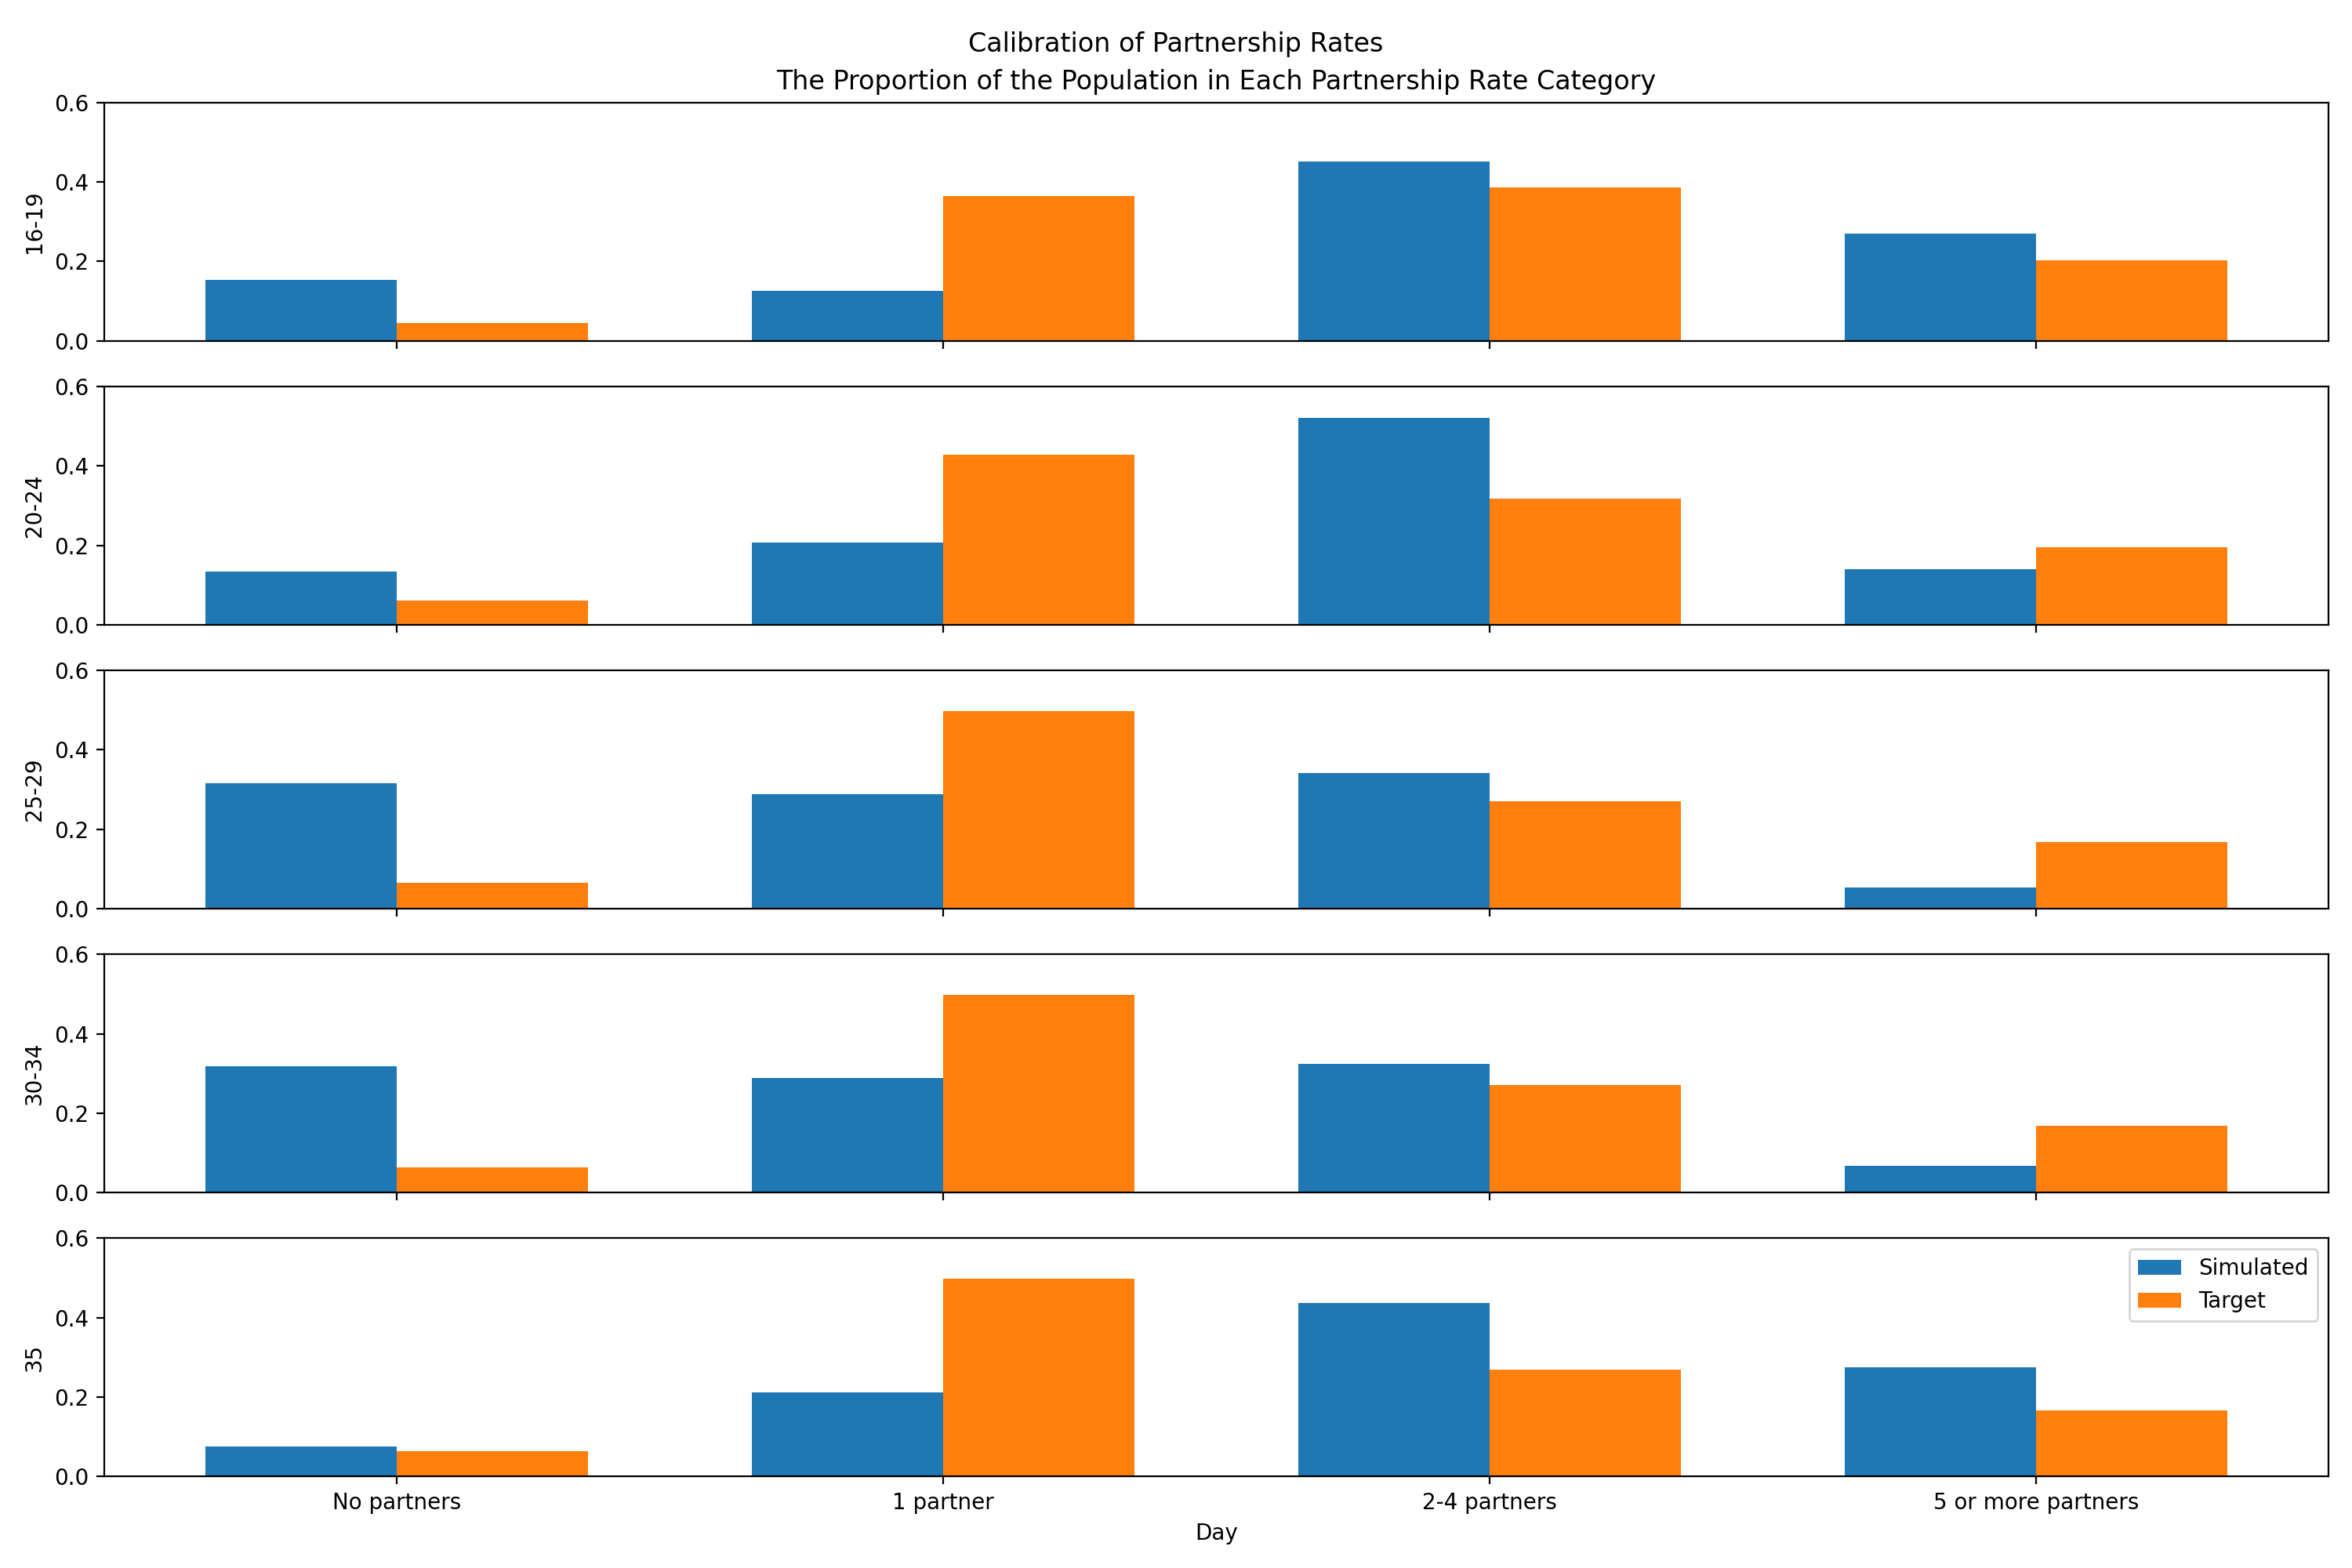 Calibration of Partnership Rates
The Proportion of the Population in Each Partnership Rate Category
0.6
0.4
0.2
0.0
16-19
0.6
0.4
0.2
0.0
20-24
0.6
0.4
0.2
0.0
25-29
0.6
0.4
0.2
0.0
30-34
0.6
0.4
0.2
0.0
35
Simulated
Target
No partners
1 partner
2-4 partners
5 or more partners
Day